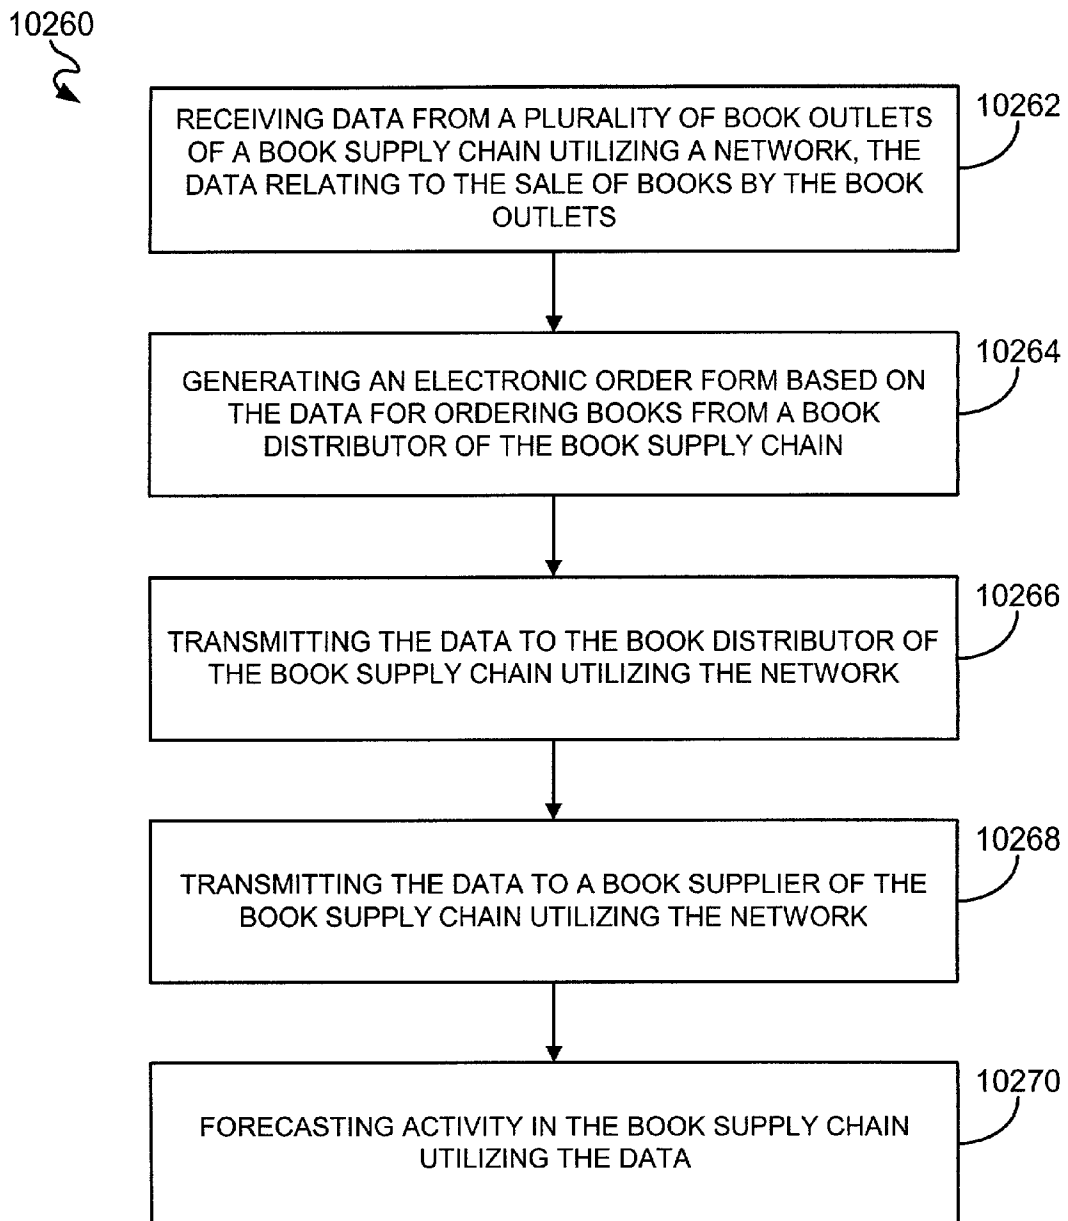 10260
10262
RECEIVING DATA FROM A PLURALITY OF BOOK OUTLETS
OF A BOOK SUPPLY CHAIN UTILIZING A NETWORK, THE
DATA RELATING TO THE SALE OF BOOKS BY THE BOOK
OUTLETS
10264
GENERATING AN ELECTRONIC ORDER FORM BASED ON
THE DATA FOR ORDERING BOOKS FROM A BOOK
DISTRIBUTOR OF THE BOOK SUPPLY CHAIN
10266
TRANSMITTING THE DATA TO THE BOOK DISTRIBUTOR OF
THE BOOK SUPPLY CHAIN UTILIZING THE NETWORK
10268
TRANSMITTING THE DATA TO A BOOK SUPPLIER OF THE
BOOK SUPPLY CHAIN UTILIZING THE NETWORK
10270
FORECASTING ACTIVITY IN THE BOOK SUPPLY CHAIN
UTILIZING THE DATA